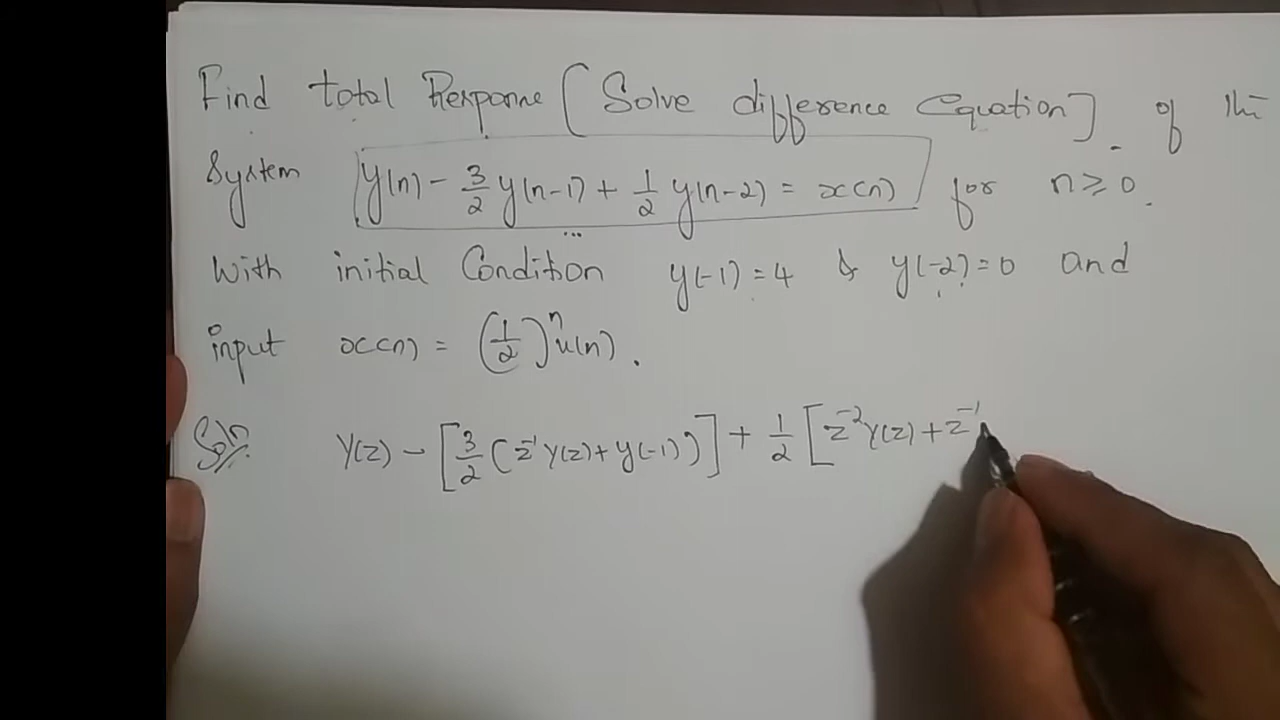 Find total Response [Solve difference Equation]. of the
System y(n) - 3/2 y(n-1) + 1/2 y(n-2) = x(n) for n ≥ 0.
With initial Condition y(-1) = 4 & y(-2) = 0 and
input x(n) = (1/2)^n u(n).
Soln Y(z) - [3/2 (z^-1 Y(z) + y(-1))] + 1/2 [z^-2 Y(z) + z^-1